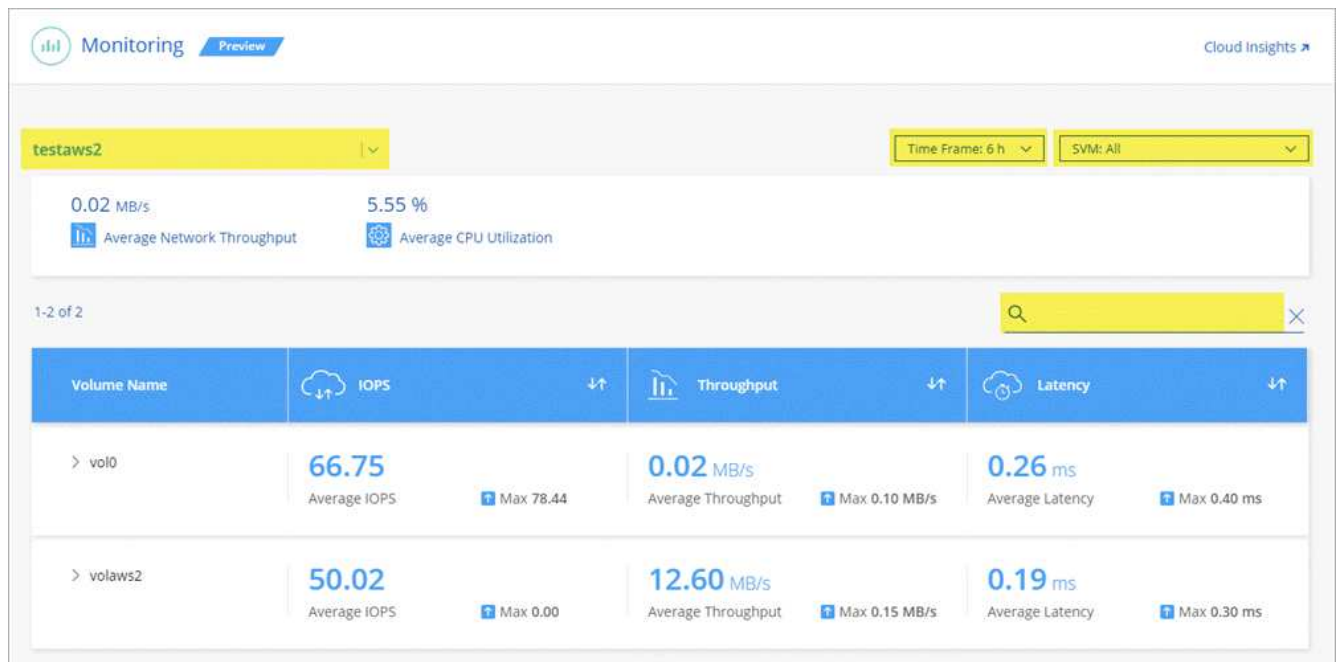 Monitoring Preview Cloud Insights
testaws2 Time Frame: 6 h SVM: All
0.02 MB/s 5.55 %
Average Network Throughput Average CPU Utilization
1-2 of 2
Volume Name IOPS Throughput Latency
vol0 66.75 0.02 MB/s 0.26 ms
Average IOPS Max 78.44 Average Throughput Max 0.10 MB/s Average Latency Max 0.40 ms
volaws2 50.02 12.60 MB/s 0.19 ms
Average IOPS Max 0.00 Average Throughput Max 0.15 MB/s Average Latency Max 0.30 ms